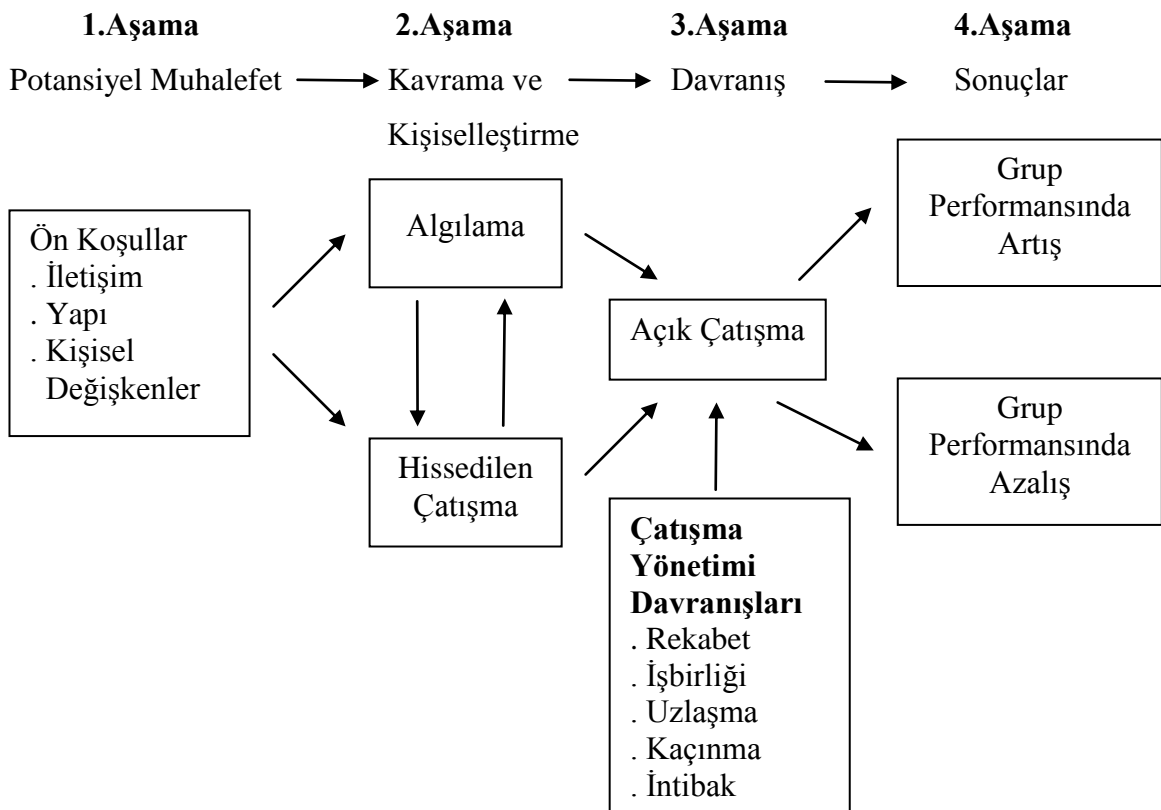 1.Aşama 2.Aşama 3.Aşama 4.Aşama
Potansiyel Muhalefet Kavrama ve Davranış Sonuçlar
Kişiselleştirme
Ön Koşullar
. İletişim
. Yapı
. Kişisel
Değişkenler
Algılama
Hissedilen
Çatışma
Açık Çatışma
Çatışma
Yönetimi
Davranışları
. Rekabet
. İşbirliği
. Uzlaşma
. Kaçınma
. İntibak
Grup
Performansında
Artış
Grup
Performansında
Azalış